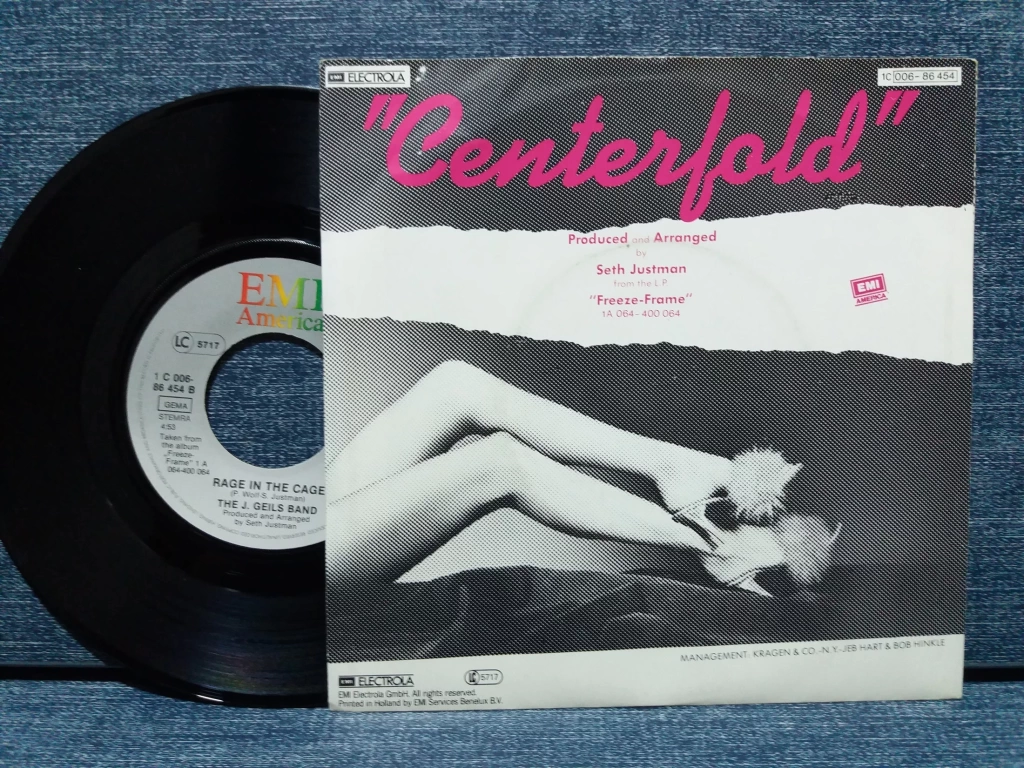 EMI ELECTROLA
1C 006-86 454
"Centerfold"
Produced and Arranged
by
Seth Justman
from the L.P.
"Freeze-Frame"
1A 064-400 064
EMI
AMERICA
MANAGEMENT: KRAGEN & CO.-N.Y.-JEB HART & BOB HINKLE
EMI ELECTROLA
LC 5717
EMI Electrola GmbH. All rights reserved.
Printed in Holland by EMI Services Benelux B.V.
EMI
America
LC 5717
1 C 006-
86 454 B
GEMA
STEMRA
4:53
Taken from
the album
„Freeze-
Frame" 1 A
064-400 064
RAGE IN THE CAGE
(P. Wolf-S. Justman)
THE J. GEILS BAND
Produced and Arranged
by Seth Justman